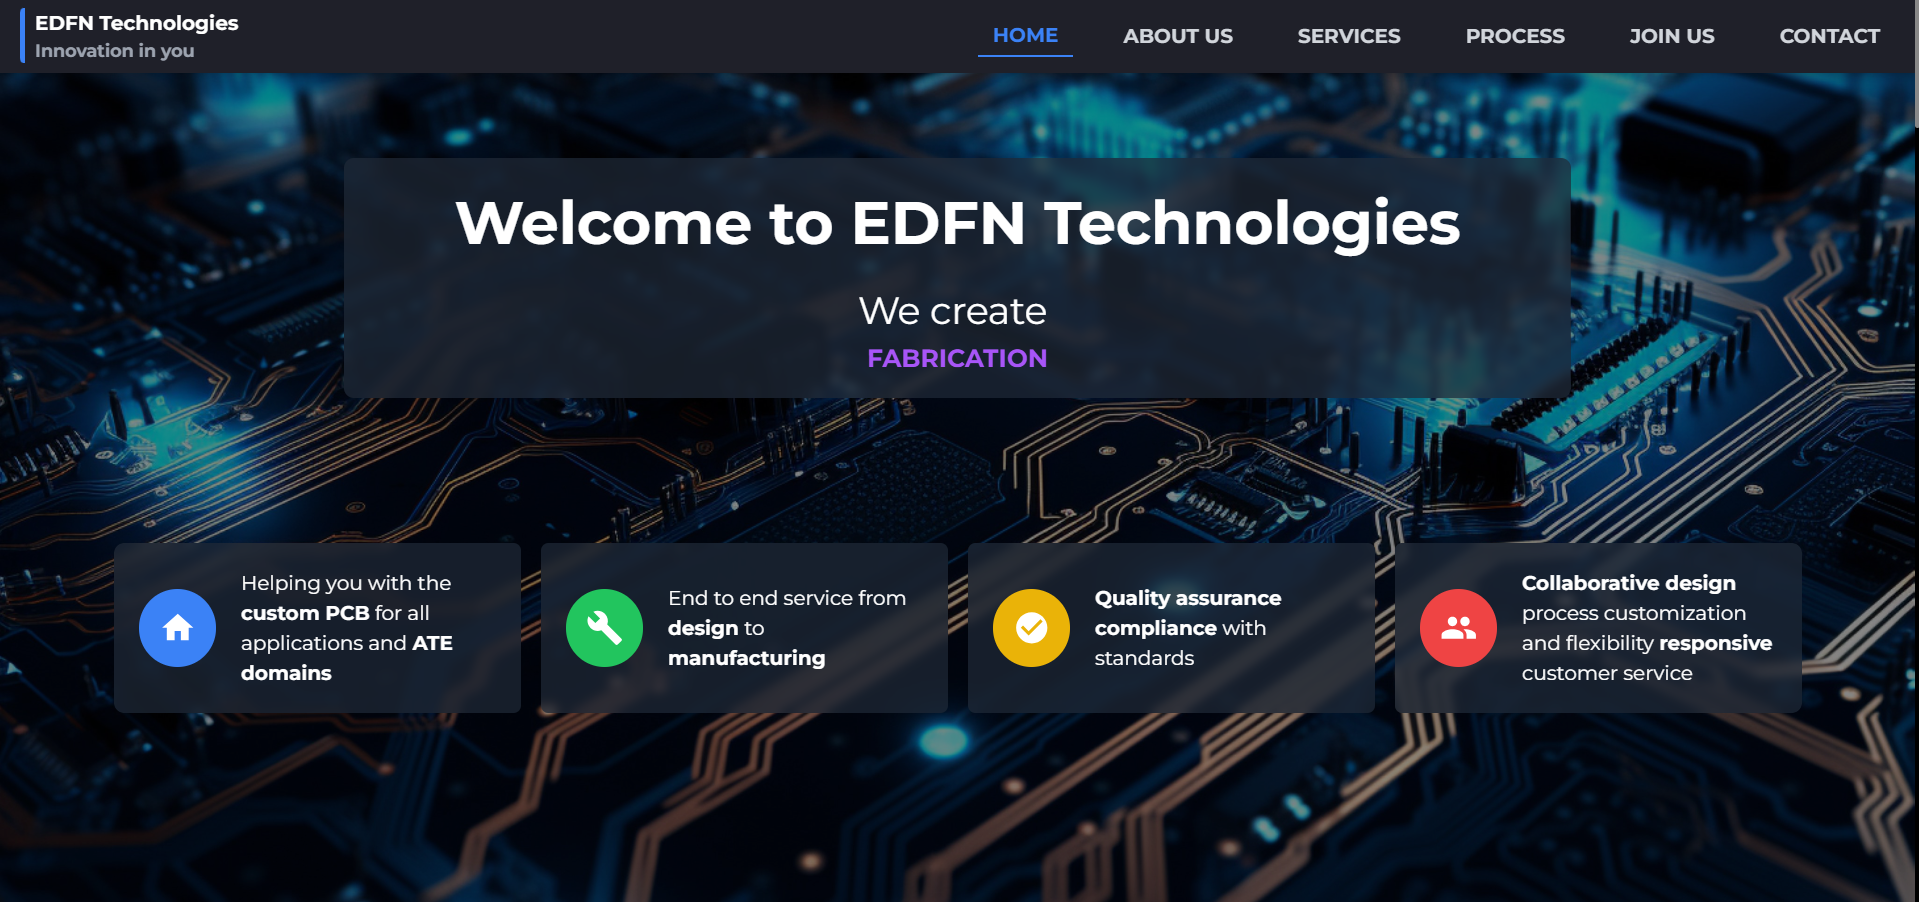 EDFN Technologies
Innovation in you
HOME
ABOUT US
SERVICES
PROCESS
JOIN US
CONTACT
Welcome to EDFN Technologies
We create
FABRICATION
Helping you with the
custom PCB for all
applications and ATE
domains
End to end service from
design to
manufacturing
Quality assurance
compliance with
standards
Collaborative design
process customization
and flexibility responsive
customer service